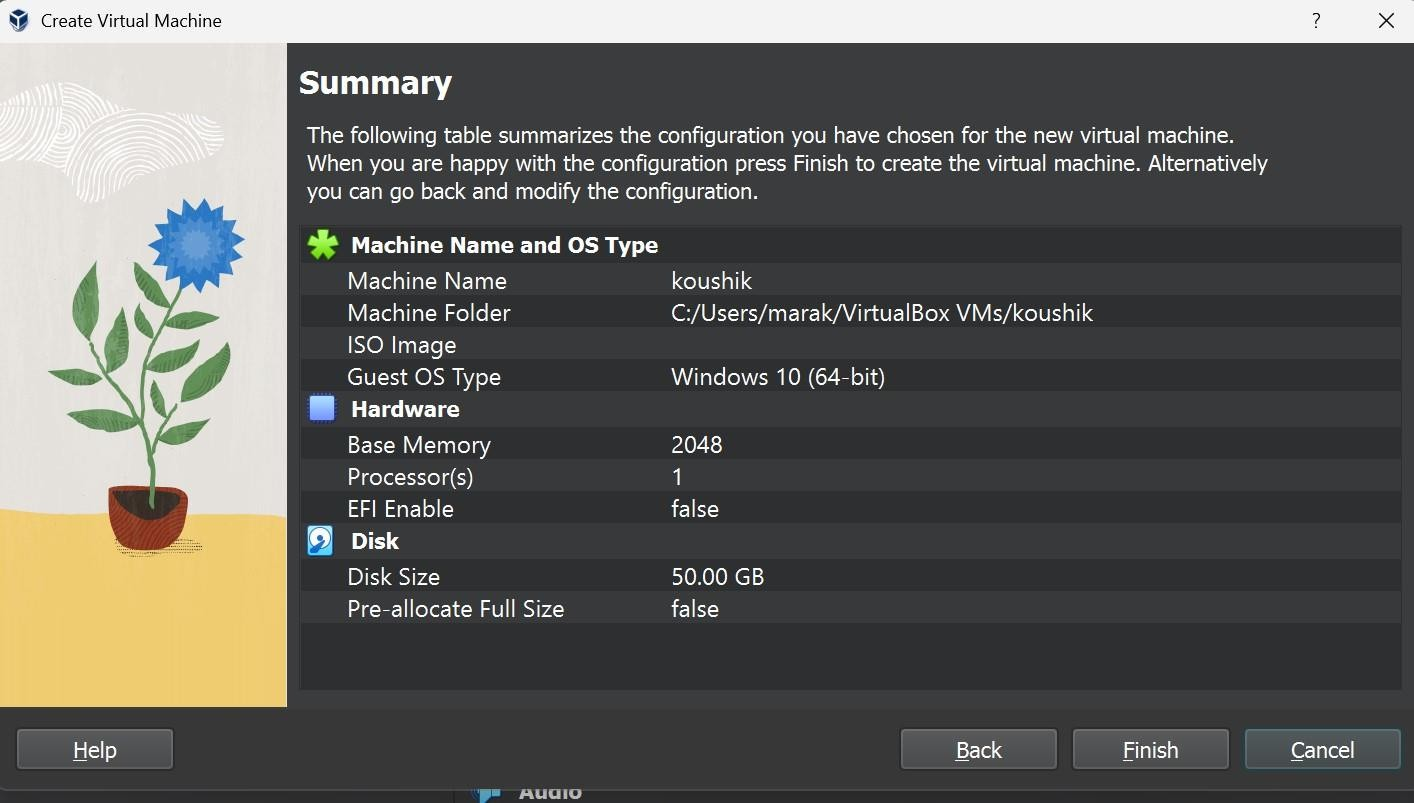 Create Virtual Machine
?
Summary
The following table summarizes the configuration you have chosen for the new virtual machine.
When you are happy with the configuration press Finish to create the virtual machine. Alternatively
you can go back and modify the configuration.
Machine Name and OS Type
Machine Name koushik
Machine Folder C:/Users/marak/VirtualBox VMs/koushik
ISO Image
Guest OS Type Windows 10 (64-bit)
Hardware
Base Memory 2048
Processor(s) 1
EFI Enable false
Disk
Disk Size 50.00 GB
Pre-allocate Full Size false
Help Back Finish Cancel
Audio